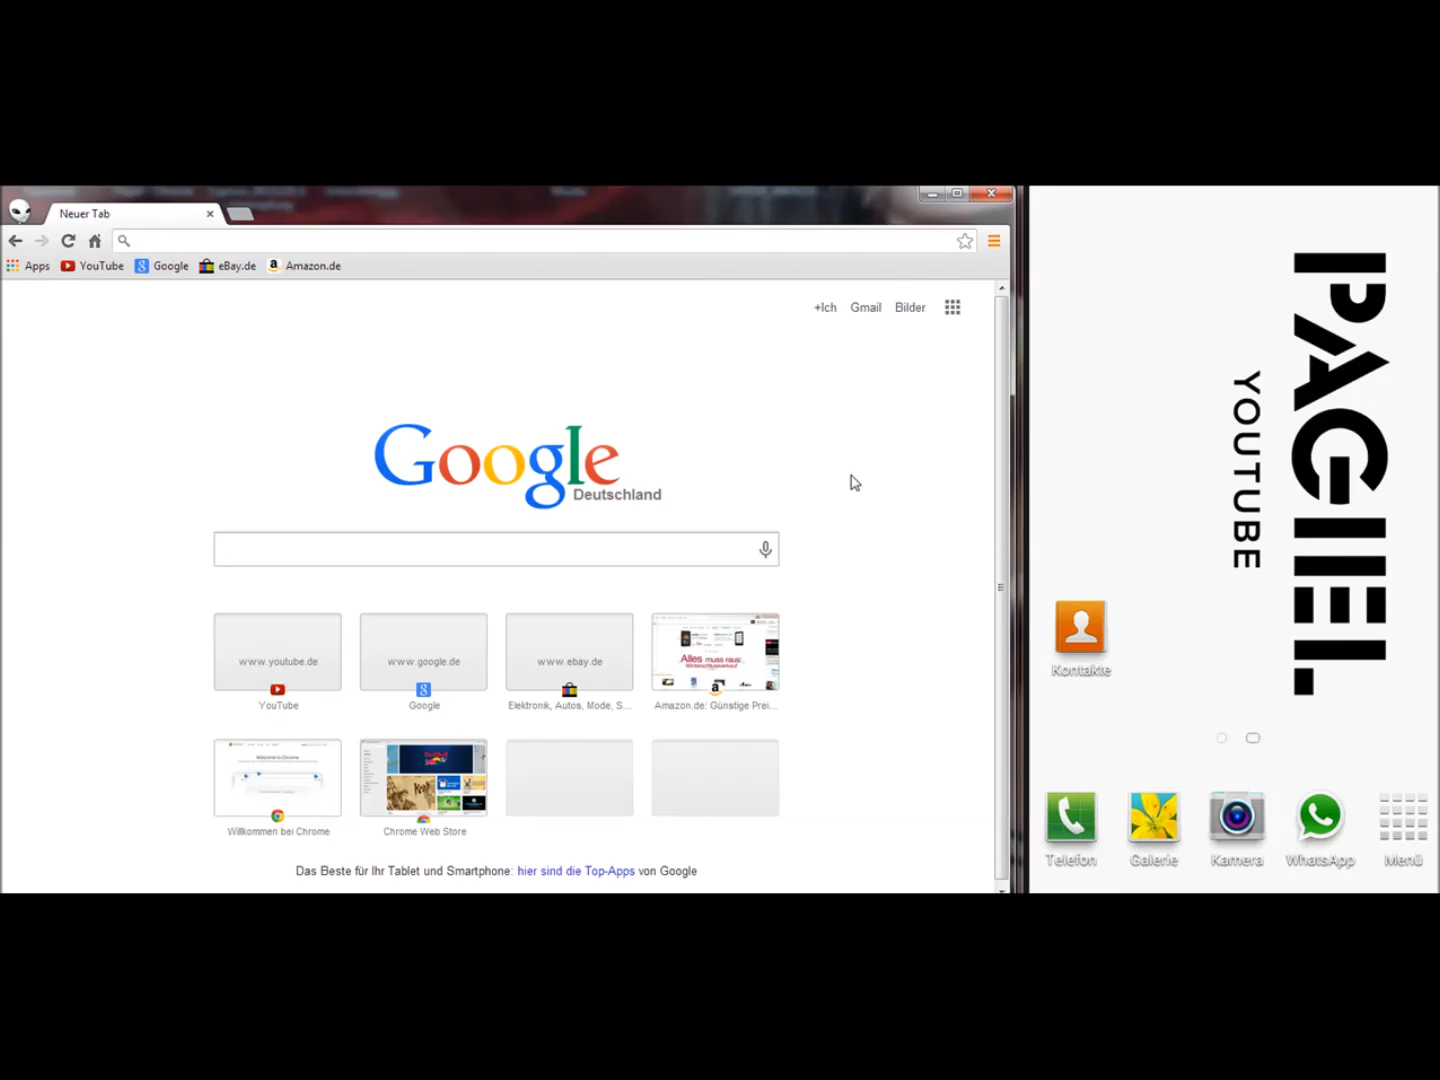 Neuer Tab
Apps YouTube Google eBay.de Amazon.de
+Ich Gmail Bilder
Google
Deutschland
www.youtube.de www.google.de www.ebay.de
Alles muss raus:
YouTube Google Elektronik, Autos, Mode, S... Amazon.de: Günstige Prei...
Welcome to Chrome
Willkommen bei Chrome Chrome Web Store
Das Beste für Ihr Tablet und Smartphone: hier sind die Top-Apps von Google
YOUTUBE
Kontakte
Telefon Galerie Kamera WhatsApp Menü